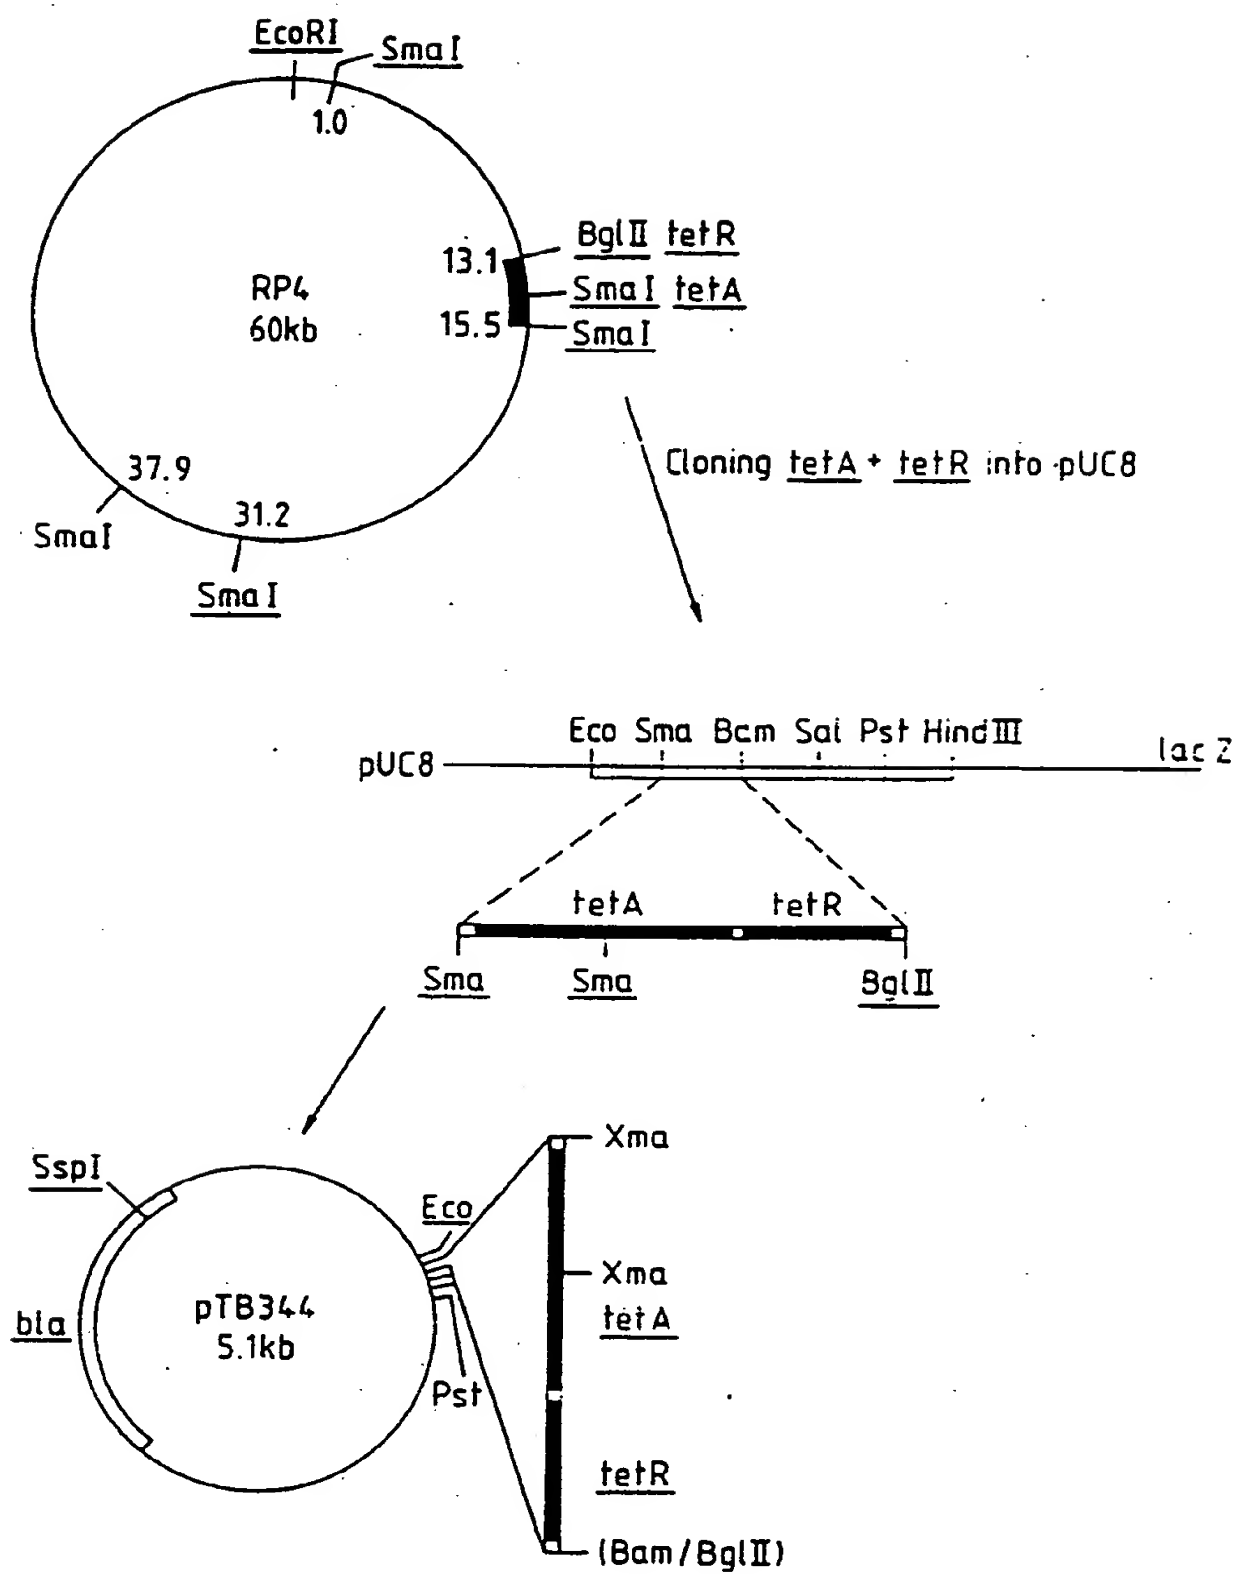 EcoRI
SmaI
1.0
BglII tetR
13.1
SmaI tetA
RP4
60kb
15.5
SmaI
37.9
SmaI
31.2
SmaI
Cloning tetA + tetR into pUC8
Eco Sma Bam Sal Pst HindIII
pUC8
lac Z
tetA tetR
Sma Sma BglII
Xma
SspI
Eco
Xma
tetA
pTB344
5.1kb
bla
Pst
tetR
(Bam/BglII)